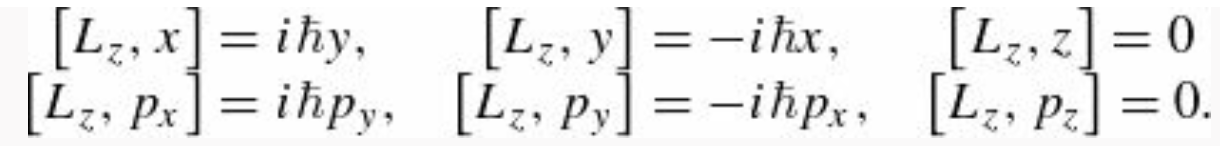 [L_z, x] = iħy, [L_z, y] = −iħx, [L_z, z] = 0
[L_z, p_x] = iħp_y, [L_z, p_y] = −iħp_x, [L_z, p_z] = 0.